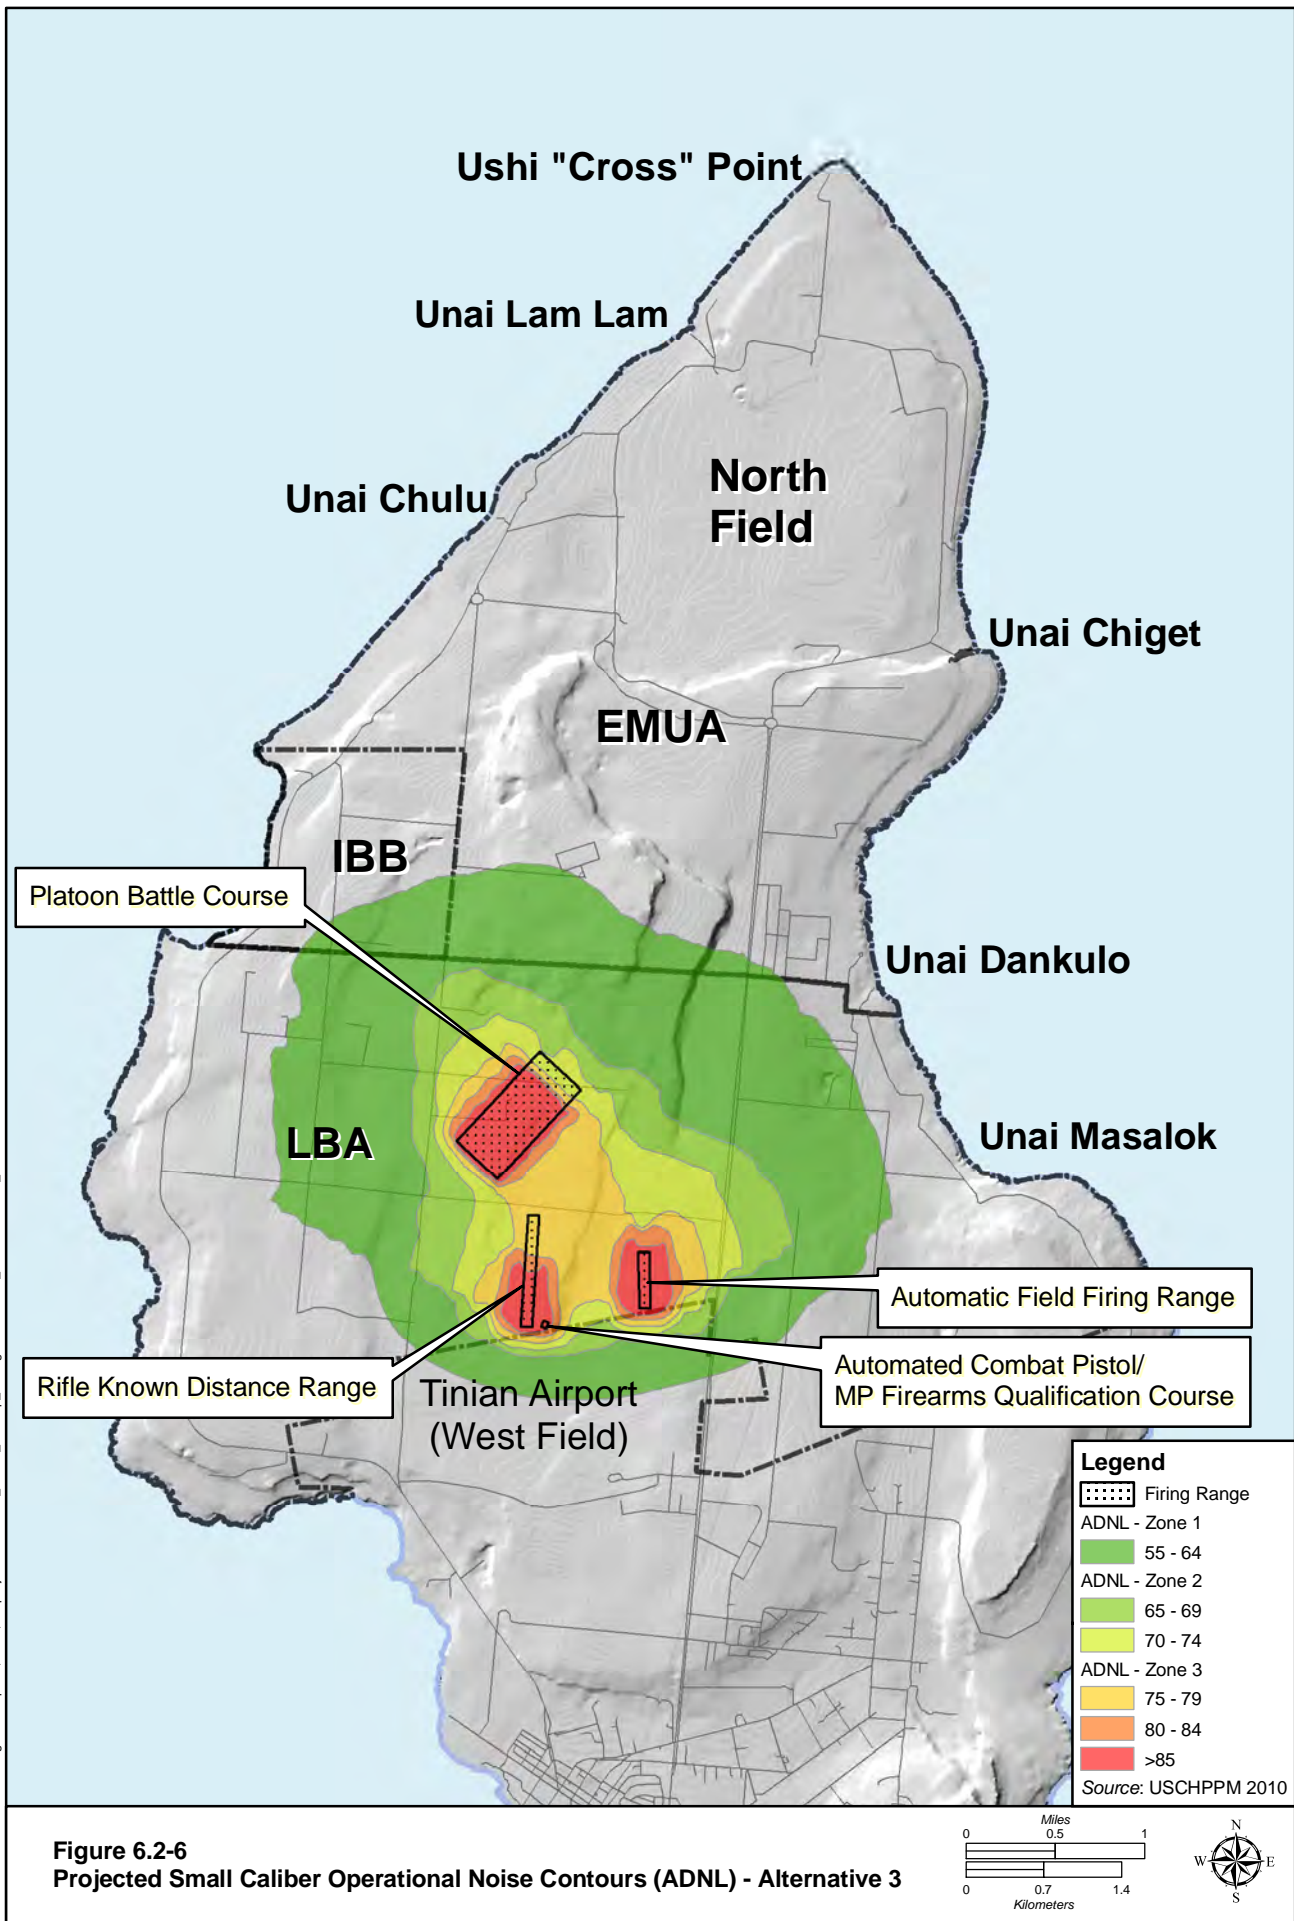 Ushi "Cross" Point
Unai Lam Lam
North
Field
Unai Chulu
Unai Chiget
EMUA
IBB
Platoon Battle Course
Unai Dankulo
LBA
Unai Masalok
Automatic Field Firing Range
Rifle Known Distance Range
Tinian Airport
(West Field)
Automated Combat Pistol/
MP Firearms Qualification Course
Legend
Firing Range
ADNL - Zone 1
55 - 64
ADNL - Zone 2
65 - 69
70 - 74
ADNL - Zone 3
75 - 79
80 - 84
>85
Source: USCHPPM 2010
Figure 6.2-6
Projected Small Caliber Operational Noise Contours (ADNL) - Alternative 3
Miles
0 0.5 1
0 0.7 1.4
Kilometers
N
W E
S